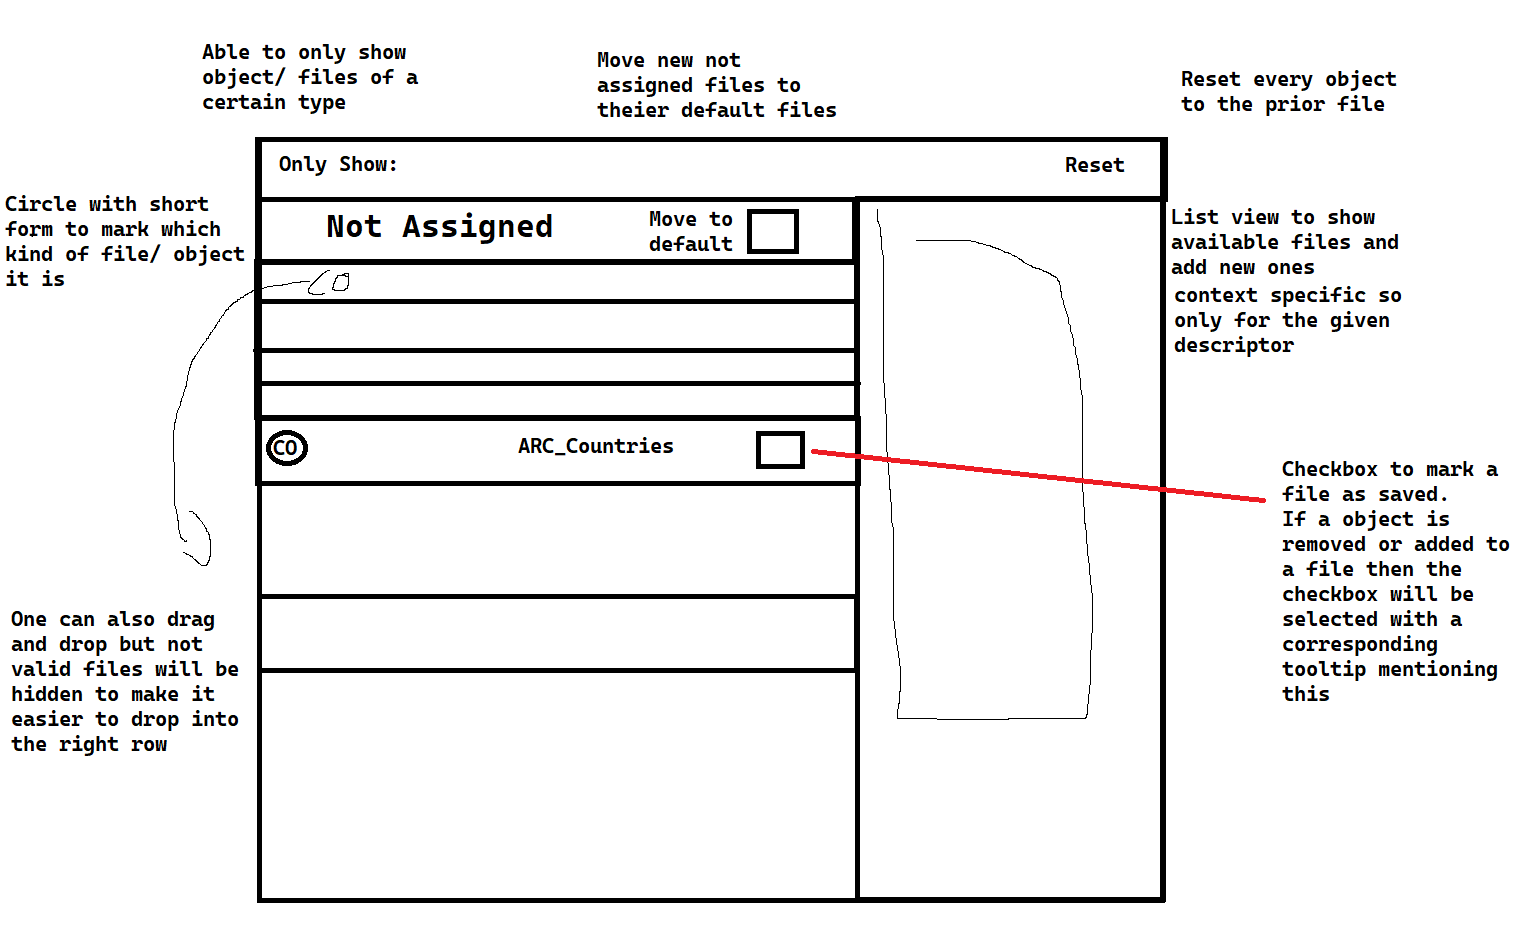 Able to only show
object/ files of a
certain type
Move new not
assigned files to
theier default files
Reset every object
to the prior file
Only Show:
Reset
Circle with short
form to mark which
kind of file/ object
it is
Not Assigned
Move to
default
List view to show
available files and
add new ones
context specific so
only for the given
descriptor
CO
CO
ARC_Countries
Checkbox to mark a
file as saved.
If a object is
removed or added to
a file then the
checkbox will be
selected with a
corresponding
tooltip mentioning
this
One can also drag
and drop but not
valid files will be
hidden to make it
easier to drop into
the right row